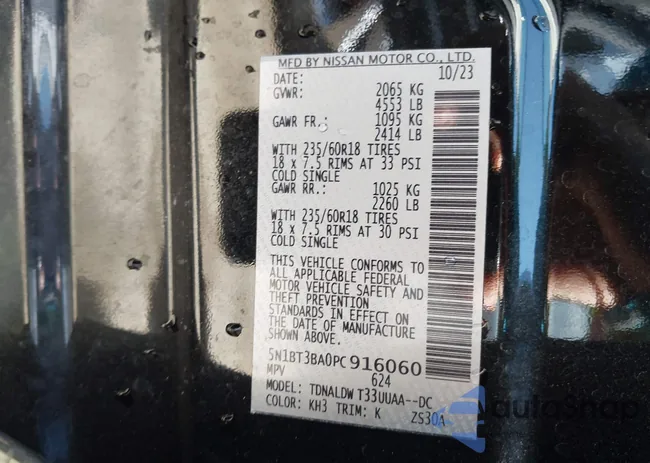 MFD BY NISSAN MOTOR CO., LTD.
DATE: 10/23
GVWR: 2065 KG
4553 LB
GAWR FR.: 1095 KG
2414 LB
WITH 235/60R18 TIRES
18 x 7.5 RIMS AT 33 PSI
COLD SINGLE
GAWR RR.: 1025 KG
2260 LB
WITH 235/60R18 TIRES
18 x 7.5 RIMS AT 30 PSI
COLD SINGLE
THIS VEHICLE CONFORMS TO
ALL APPLICABLE FEDERAL
MOTOR VEHICLE SAFETY AND
THEFT PREVENTION
STANDARDS IN EFFECT ON
THE DATE OF MANUFACTURE
SHOWN ABOVE.
5N1BT3BA0PC916060
MPV 624
MODEL: TDNALDW T33UUAA--DC
COLOR: KH3 TRIM: K ZS30A
autoSnap